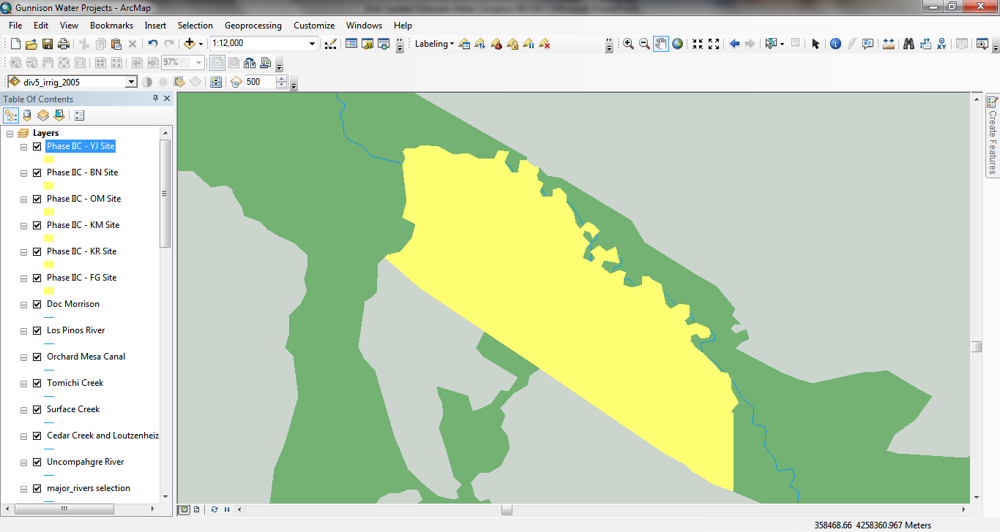 Gunnison Water Projects - ArcMap
File Edit View Bookmarks Insert Selection Geoprocessing Customize Windows Help
1:12,000 Labeling
97%
div5_irrig_2005 500
Table Of Contents
Layers
Phase IIC - YJ Site
Phase IIC - BN Site
Phase IIC - OM Site
Phase IIC - KM Site
Phase IIC - KR Site
Phase IIC - FG Site
Doc Morrison
Los Pinos River
Orchard Mesa Canal
Tomichi Creek
Surface Creek
Cedar Creek and Loutzenheiz
Uncompahgre River
major_rivers selection
Create Features
358468.66 4258360.967 Meters